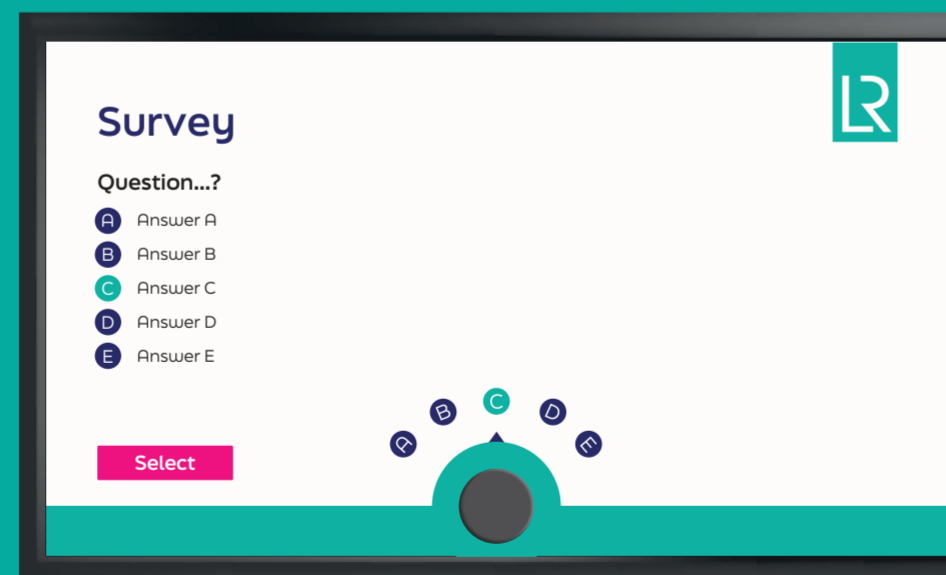 LR
Survey
Question...?
A Answer A
B Answer B
C Answer C
D Answer D
E Answer E
A B C D E
Select